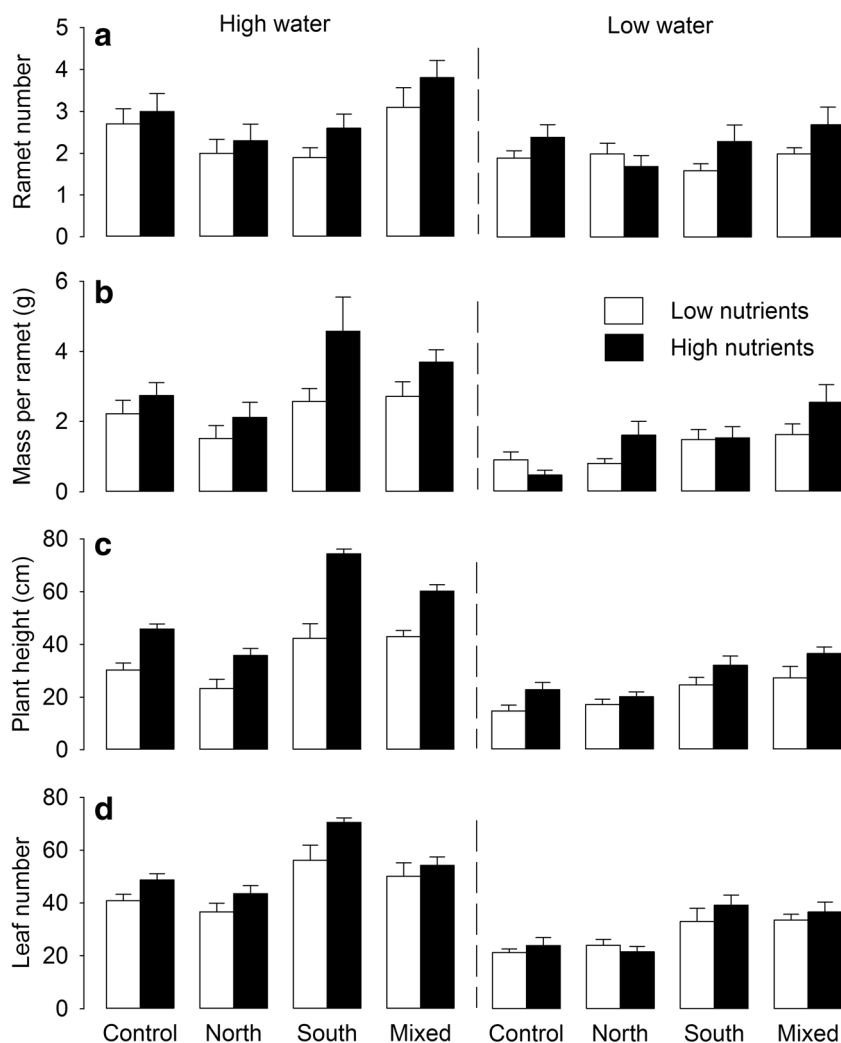 High water Low water
a
Ramet number
5
4
3
2
1
0
b
Mass per ramet (g)
6
4
2
0
Low nutrients
High nutrients
c
Plant height (cm)
80
60
40
20
0
d
Leaf number
80
60
40
20
0
Control North South Mixed Control North South Mixed